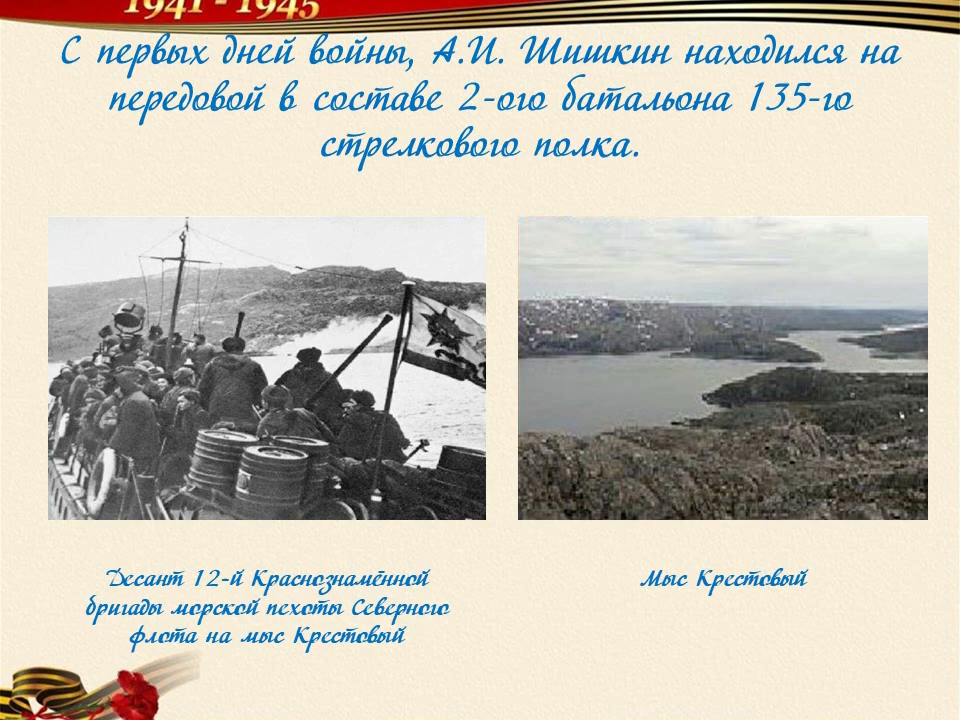 1941 - 1945
С первых дней войны, А.И. Шишкин находился на
передовой в составе 2-ого батальона 135-го
стрелкового полка.
Десант 12-й Краснознамённой
бригады морской пехоты Северного
флота на мыс Крестовый
Мыс Крестовый